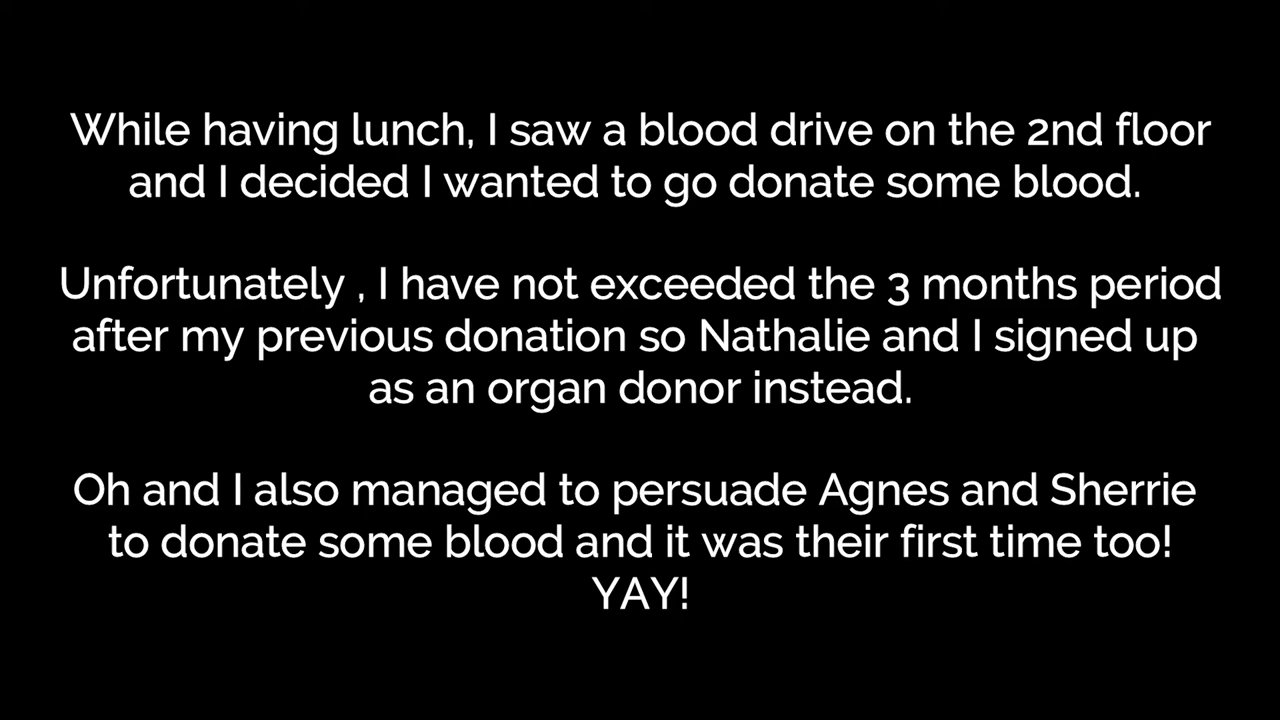 While having lunch, I saw a blood drive on the 2nd floor
and I decided I wanted to go donate some blood.
Unfortunately , I have not exceeded the 3 months period
after my previous donation so Nathalie and I signed up
as an organ donor instead.
Oh and I also managed to persuade Agnes and Sherrie
to donate some blood and it was their first time too!
YAY!